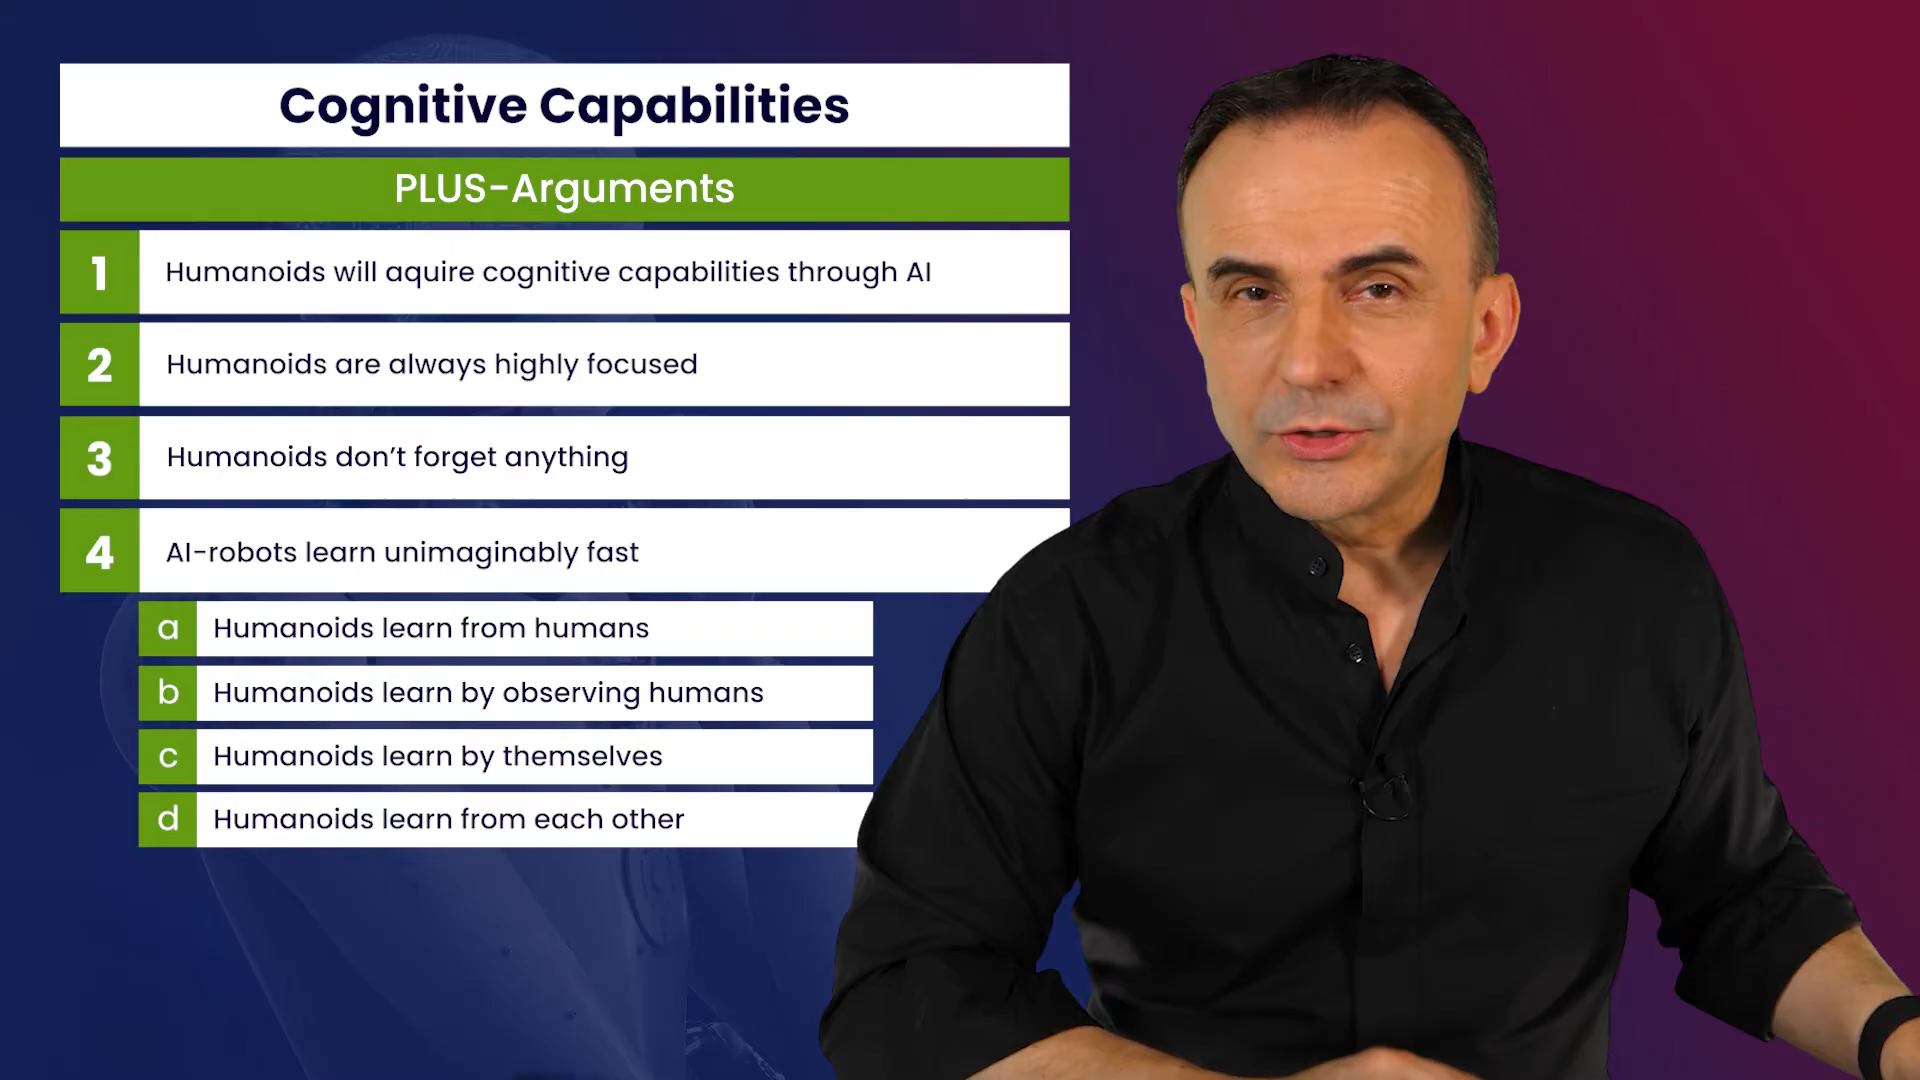 Cognitive Capabilities
PLUS-Arguments
1 Humanoids will aquire cognitive capabilities through AI
2 Humanoids are always highly focused
3 Humanoids don't forget anything
4 AI-robots learn unimaginably fast
a Humanoids learn from humans
b Humanoids learn by observing humans
c Humanoids learn by themselves
d Humanoids learn from each other